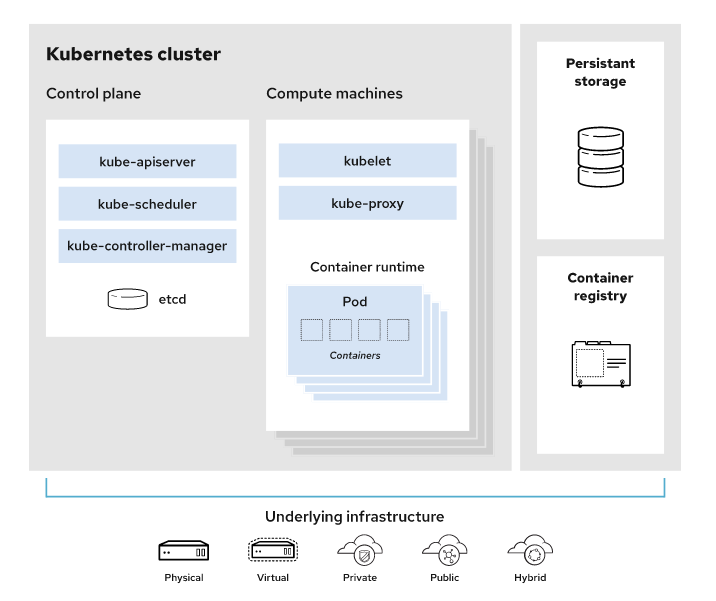 Kubernetes cluster
Control plane
kube-apiserver
kube-scheduler
kube-controller-manager
etcd
Compute machines
kubelet
kube-proxy
Container runtime
Pod
Containers
Persistant
storage
Container
registry
Underlying infrastructure
Physical
Virtual
Private
Public
Hybrid